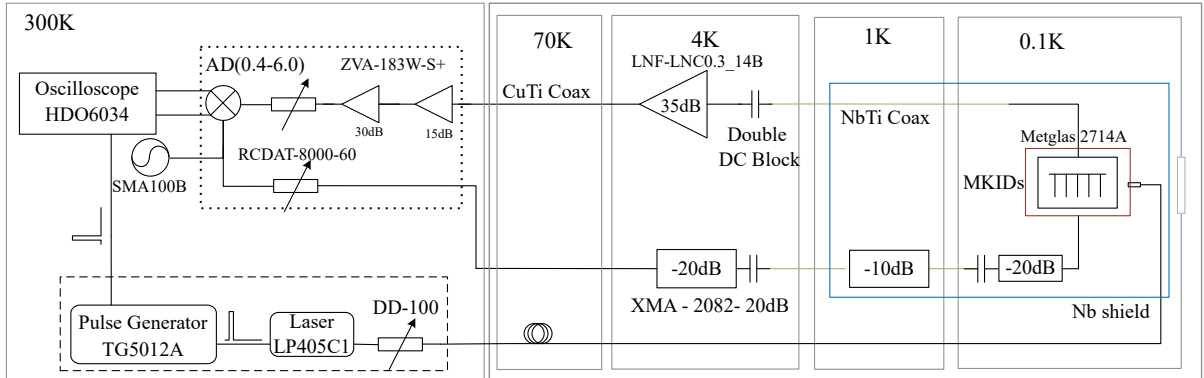 300K
70K
4K
1K
0.1K
AD(0.4-6.0)
ZVA-183W-S+
LNF-LNC0.3_14B
Oscilloscope
HDO6034
CuTi Coax
35dB
NbTi Coax
30dB
15dB
Double
DC Block
Metglas 2714A
RCDAT-8000-60
SMA100B
MKIDs
-20dB
-10dB
-20dB
XMA - 2082- 20dB
Nb shield
DD-100
Pulse Generator
TG5012A
Laser
LP405C1